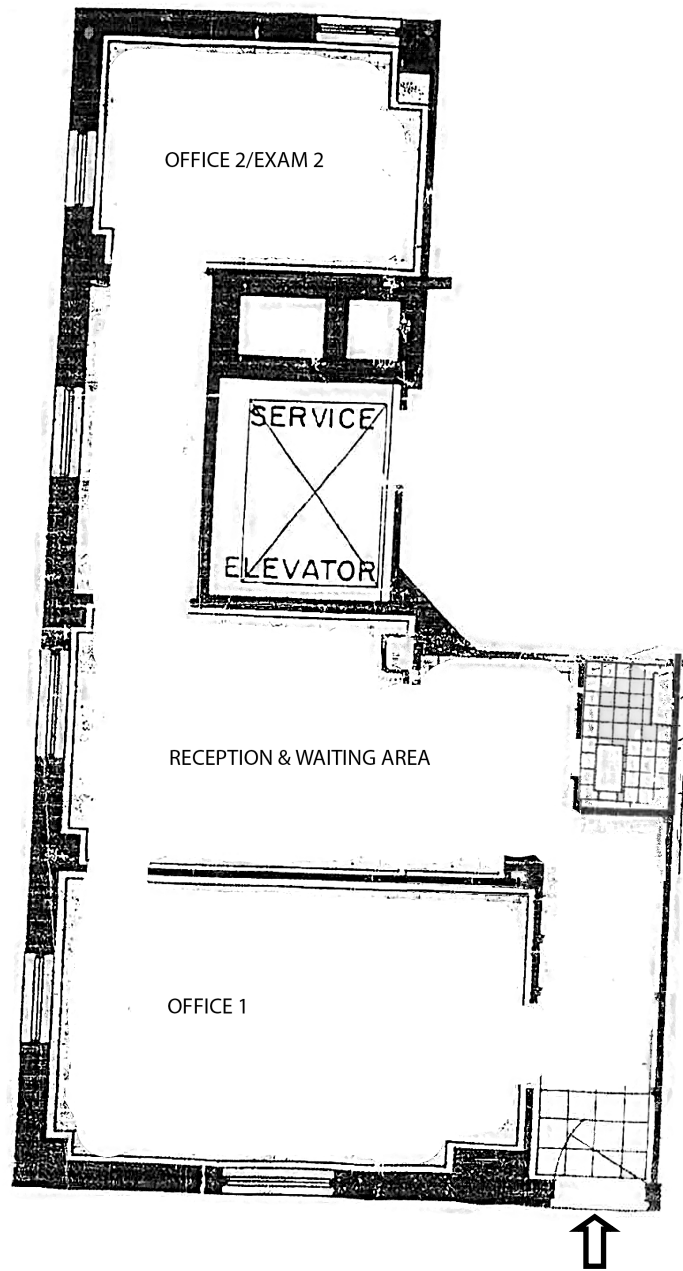 OFFICE 2/EXAM 2
SERVICE
ELEVATOR
RECEPTION & WAITING AREA
OFFICE 1